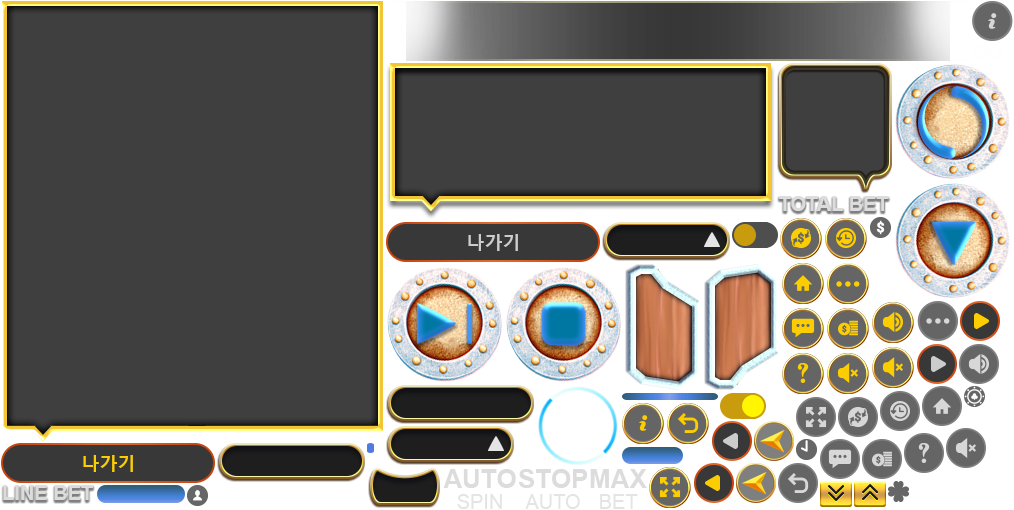 TOTAL BET
나가기
나가기
LINE BET
AUTOSTOPMAX
SPIN AUTO BET